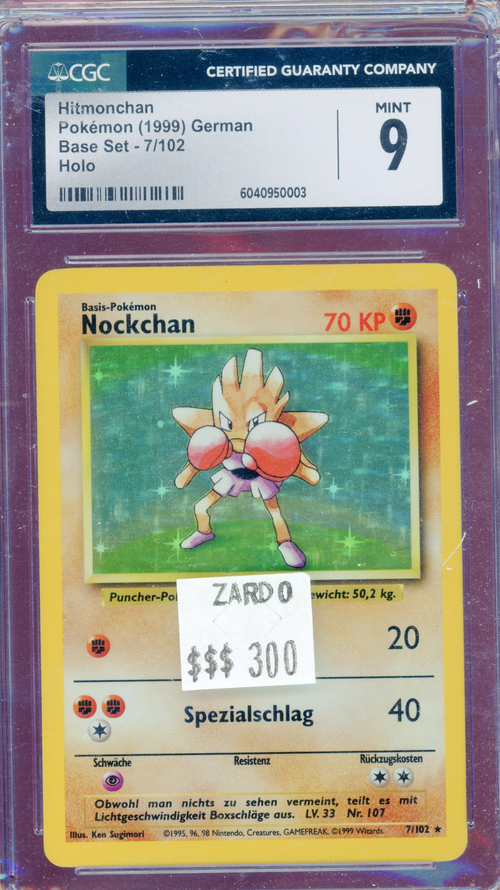 CGC
CERTIFIED GUARANTY COMPANY
Hitmonchan
Pokémon (1999) German
Base Set - 7/102
Holo
MINT
9
6040950003
Basis-Pokémon
Nockchan
70 KP
Puncher-Po
ewicht: 50,2 kg.
ZARDO
$$$ 300
20
Spezialschlag
40
Schwäche
Resistenz
Rückzugskosten
Obwohl man nichts zu sehen vermeint, teilt es mit
Lichtgeschwindigkeit Boxschläge aus. LV. 33 Nr. 107
Illus. Ken Sugimori
©1995, 96, 98 Nintendo, Creatures, GAMEFREAK. ©1999 Wizards.
7/102 ★